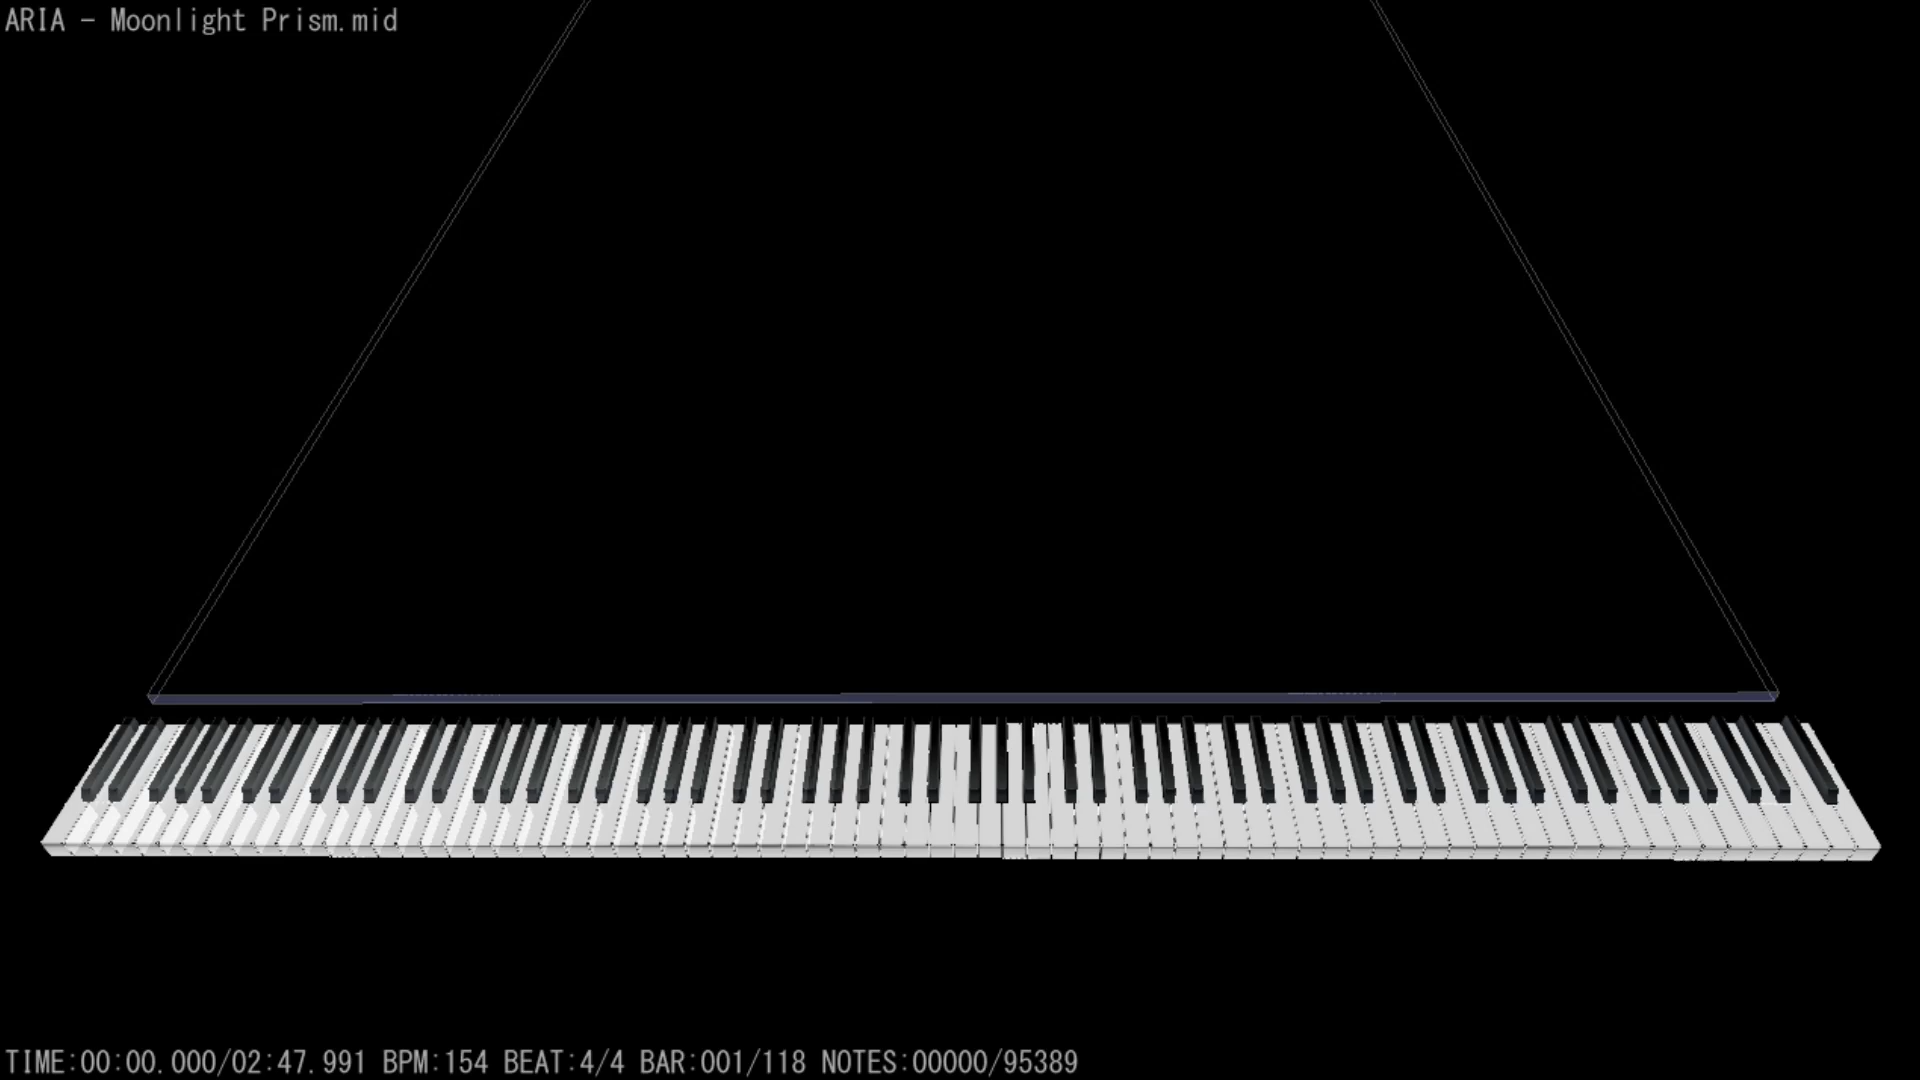 ARIA - Moonlight Prism.mid
TIME:00:00.000/02:47.991 BPM:154 BEAT:4/4 BAR:001/118 NOTES:00000/95389